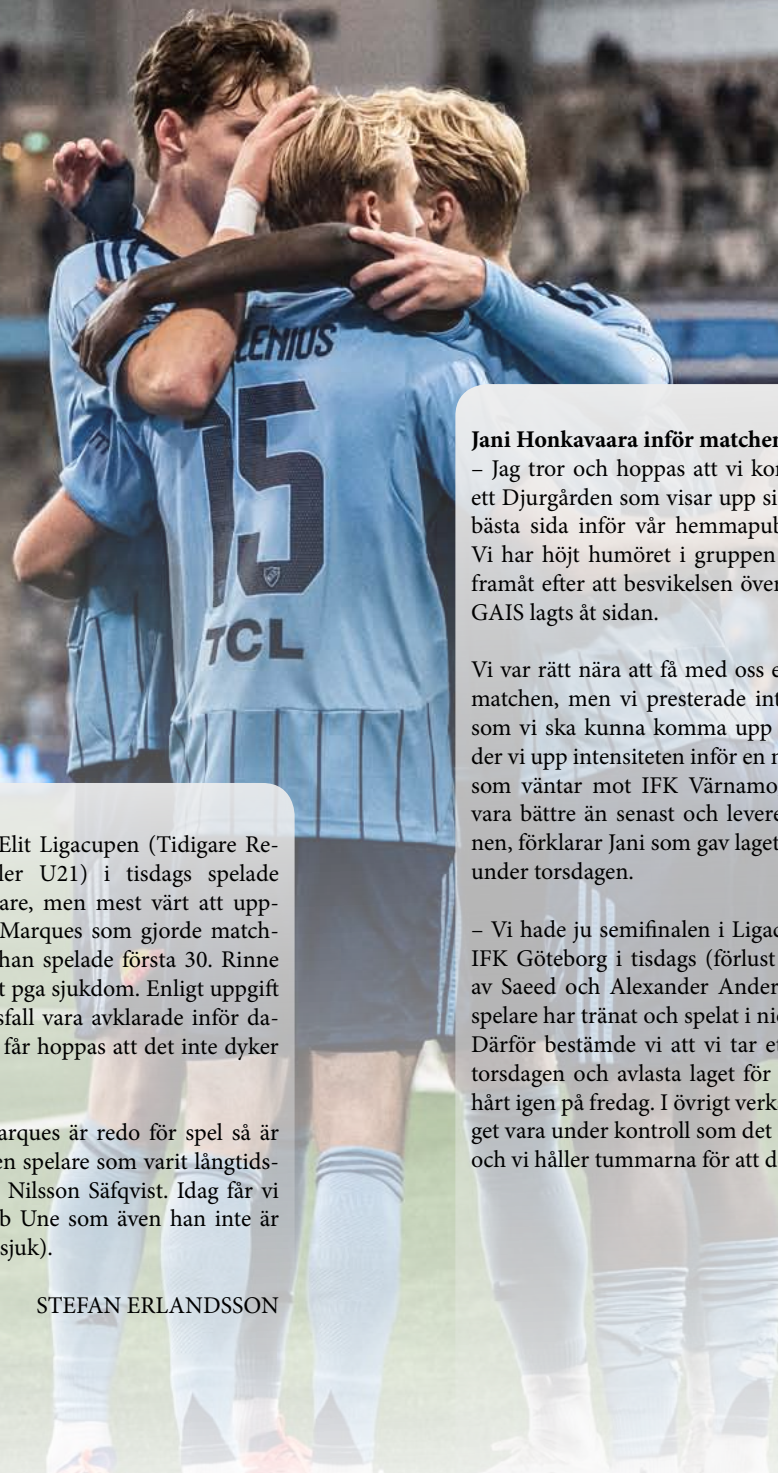 LENIUS
15
TCL
Elit Ligacupen (Tidigare Re-
ler U21) i tisdags spelade
are, men mest värt att upp-
Marques som gjorde match-
han spelade första 30. Rinne
t pga sjukdom. Enligt uppgift
sfall vara avklarade inför da-
får hoppas att det inte dyker
arques är redo för spel så är
en spelare som varit långtids-
Nilsson Säfqvist. Idag får vi
b Une som även han inte är
sjuk).
STEFAN ERLANDSSON
Jani Honkavaara inför matchen
– Jag tror och hoppas att vi kor
ett Djurgården som visar upp si
bästa sida inför vår hemmapub
Vi har höjt humöret i gruppen
framåt efter att besvikelsen över
GAIS lagts åt sidan.
Vi var rätt nära att få med oss e
matchen, men vi presterade int
som vi ska kunna komma upp
der vi upp intensiteten inför en m
som väntar mot IFK Värnamo
vara bättre än senast och levere
nen, förklarar Jani som gav laget
under torsdagen.
– Vi hade ju semifinalen i Ligac
IFK Göteborg i tisdags (förlust
av Saeed och Alexander Ander
spelare har tränat och spelat i nio
Därför bestämde vi att vi tar et
torsdagen och avlasta laget för
hårt igen på fredag. I övrigt verk
get vara under kontroll som det
och vi håller tummarna för att d